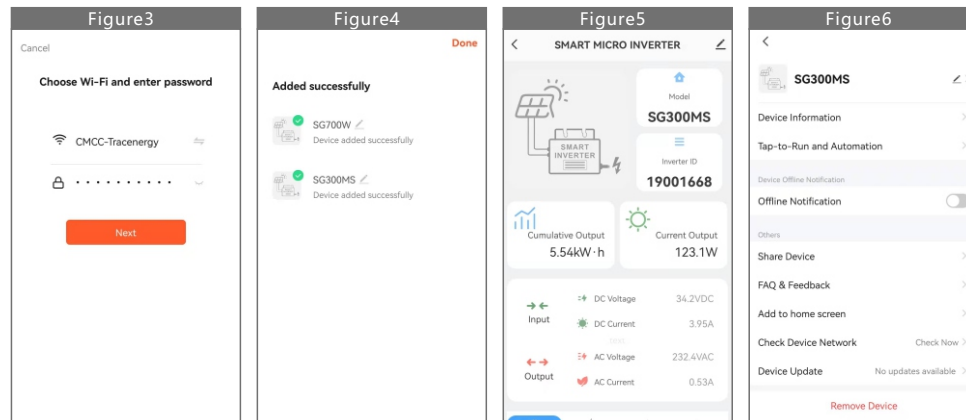 Figure3
Cancel
Choose Wi-Fi and enter password
CMCC-Tracenergy
Next
Figure4
Done
Added successfully
SG700W
Device added successfully
SG300MS
Device added successfully
Figure5
SMART MICRO INVERTER
SMART
INVERTER
Model
SG300MS
Inverter ID
19001668
Cumulative Output
5.54kW·h
Current Output
123.1W
Input
DC Voltage 34.2VDC
DC Current 3.95A
Output
AC Voltage 232.4VAC
AC Current 0.53A
Figure6
SG300MS
Device Information
Tap-to-Run and Automation
Device Offline Notification
Offline Notification
Others
Share Device
FAQ & Feedback
Add to home screen
Check Device Network Check Now
Device Update No updates available
Remove Device